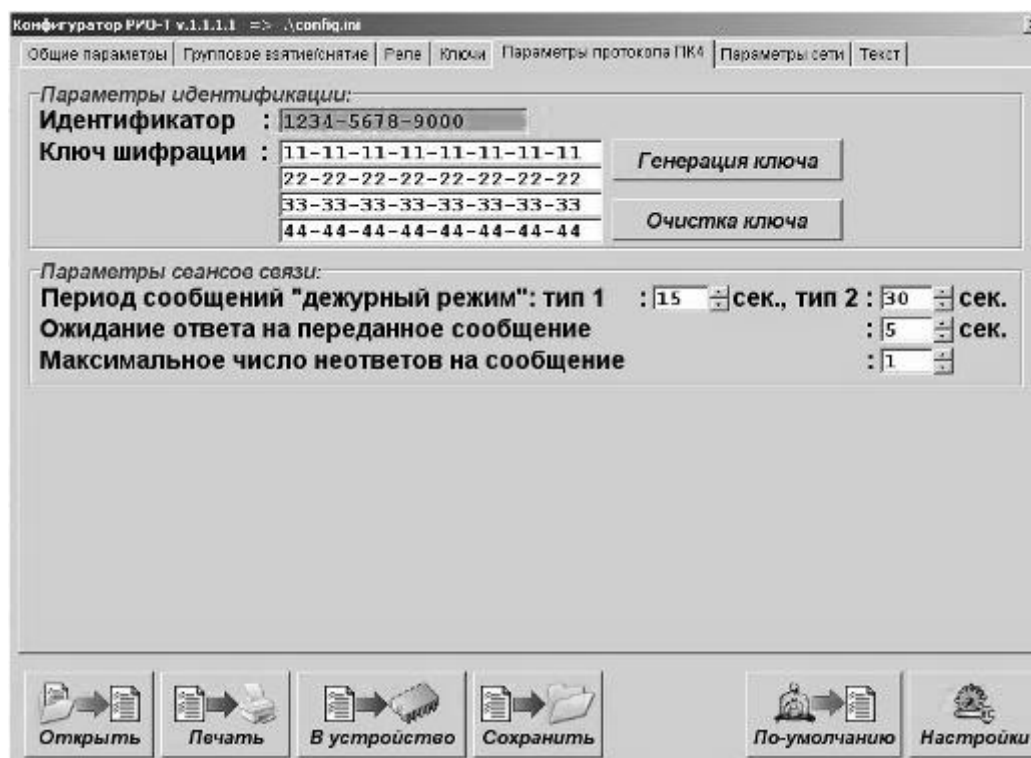 Конфигуратор РИО-Т v.1.1.1.1 => .\config.ini
Общие параметры Групповое взятие/снятие Реле Ключи Параметры протокола ПК4 Параметры сети Текст
Параметры идентификации:
Идентификатор : 1234-5678-9000
Ключ шифрации : 11-11-11-11-11-11-11-11 Генерация ключа
22-22-22-22-22-22-22-22
33-33-33-33-33-33-33-33 Очистка ключа
44-44-44-44-44-44-44-44
Параметры сеансов связи:
Период сообщений "дежурный режим": тип 1 : 15 сек., тип 2 : 30 сек.
Ожидание ответа на переданное сообщение : 5 сек.
Максимальное число неответов на сообщение : 1
Открыть Печать В устройство Сохранить По-умолчанию Настройки